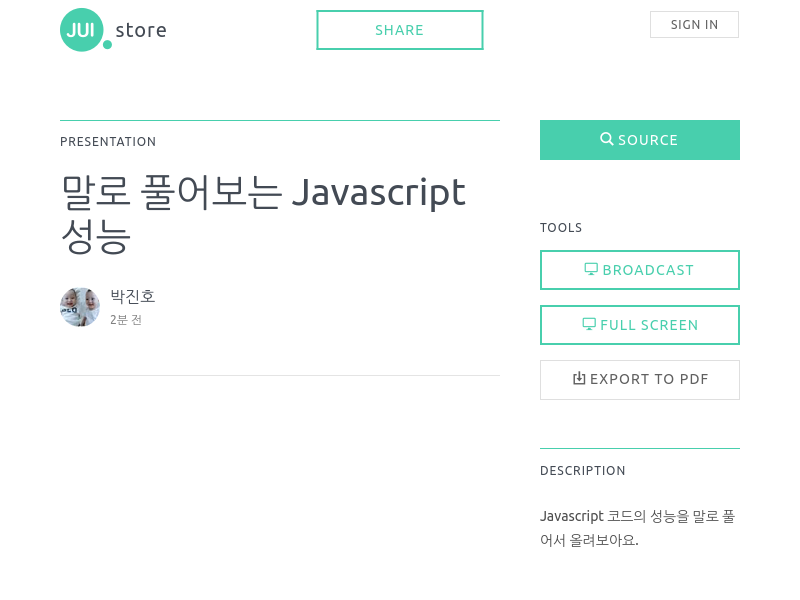 JUI store
SHARE
SIGN IN
PRESENTATION
말로 풀어보는 Javascript
성능
박진호
2분 전
SOURCE
TOOLS
BROADCAST
FULL SCREEN
EXPORT TO PDF
DESCRIPTION
Javascript 코드의 성능을 말로 풀
어서 올려보아요.